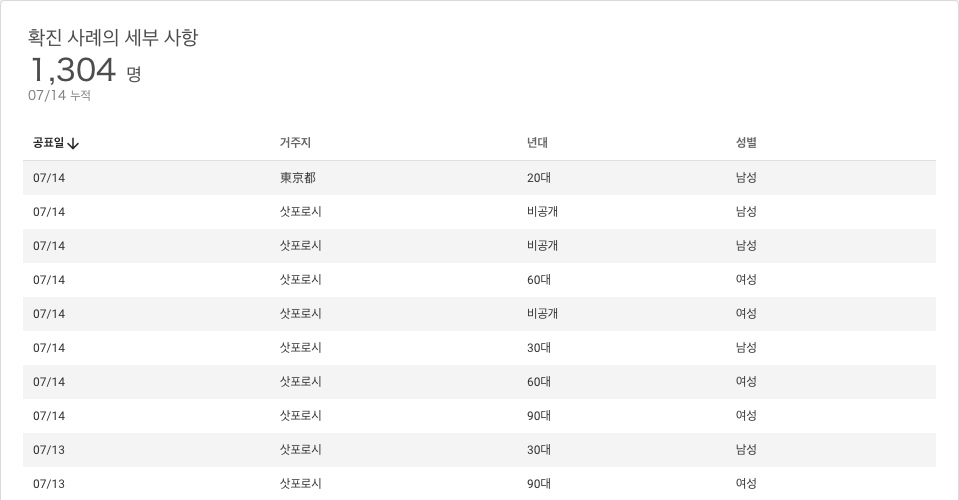 확진 사례의 세부 사항
1,304 명
07/14 누적
공표일↓ 거주지 년대 성별
07/14 東京都 20대 남성
07/14 삿포로시 비공개 남성
07/14 삿포로시 비공개 남성
07/14 삿포로시 60대 여성
07/14 삿포로시 비공개 여성
07/14 삿포로시 30대 남성
07/14 삿포로시 60대 여성
07/14 삿포로시 90대 여성
07/13 삿포로시 30대 남성
07/13 삿포로시 90대 여성